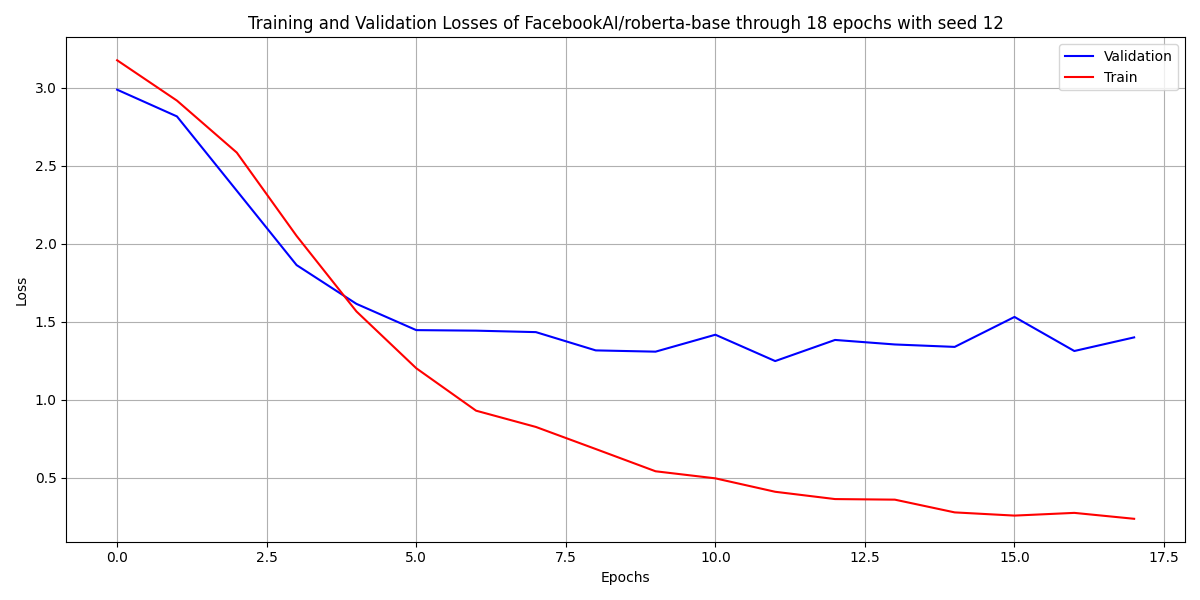 Training and Validation Losses of FacebookAI/roberta-base through 18 epochs with seed 12
Validation
Train
Loss
3.0
2.5
2.0
1.5
1.0
0.5
0.0 2.5 5.0 7.5 10.0 12.5 15.0 17.5
Epochs